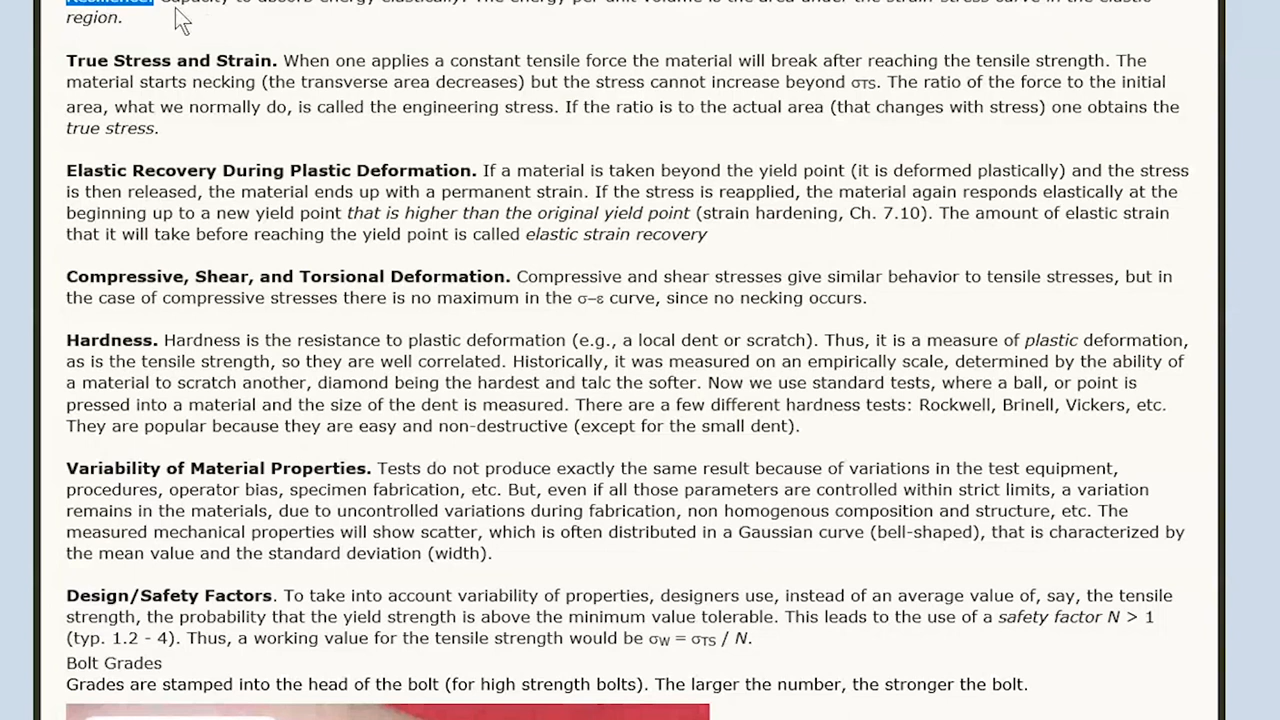 Resilience. Capacity to absorb energy elastically. The energy per unit volume is the area under the strain-stress curve in the elastic
region.
True Stress and Strain. When one applies a constant tensile force the material will break after reaching the tensile strength. The
material starts necking (the transverse area decreases) but the stress cannot increase beyond σTS. The ratio of the force to the initial
area, what we normally do, is called the engineering stress. If the ratio is to the actual area (that changes with stress) one obtains the
true stress.
Elastic Recovery During Plastic Deformation. If a material is taken beyond the yield point (it is deformed plastically) and the stress
is then released, the material ends up with a permanent strain. If the stress is reapplied, the material again responds elastically at the
beginning up to a new yield point that is higher than the original yield point (strain hardening, Ch. 7.10). The amount of elastic strain
that it will take before reaching the yield point is called elastic strain recovery
Compressive, Shear, and Torsional Deformation. Compressive and shear stresses give similar behavior to tensile stresses, but in
the case of compressive stresses there is no maximum in the σ–ε curve, since no necking occurs.
Hardness. Hardness is the resistance to plastic deformation (e.g., a local dent or scratch). Thus, it is a measure of plastic deformation,
as is the tensile strength, so they are well correlated. Historically, it was measured on an empirically scale, determined by the ability of
a material to scratch another, diamond being the hardest and talc the softer. Now we use standard tests, where a ball, or point is
pressed into a material and the size of the dent is measured. There are a few different hardness tests: Rockwell, Brinell, Vickers, etc.
They are popular because they are easy and non-destructive (except for the small dent).
Variability of Material Properties. Tests do not produce exactly the same result because of variations in the test equipment,
procedures, operator bias, specimen fabrication, etc. But, even if all those parameters are controlled within strict limits, a variation
remains in the materials, due to uncontrolled variations during fabrication, non homogenous composition and structure, etc. The
measured mechanical properties will show scatter, which is often distributed in a Gaussian curve (bell-shaped), that is characterized by
the mean value and the standard deviation (width).
Design/Safety Factors. To take into account variability of properties, designers use, instead of an average value of, say, the tensile
strength, the probability that the yield strength is above the minimum value tolerable. This leads to the use of a safety factor N > 1
(typ. 1.2 - 4). Thus, a working value for the tensile strength would be σW = σTS / N.
Bolt Grades
Grades are stamped into the head of the bolt (for high strength bolts). The larger the number, the stronger the bolt.